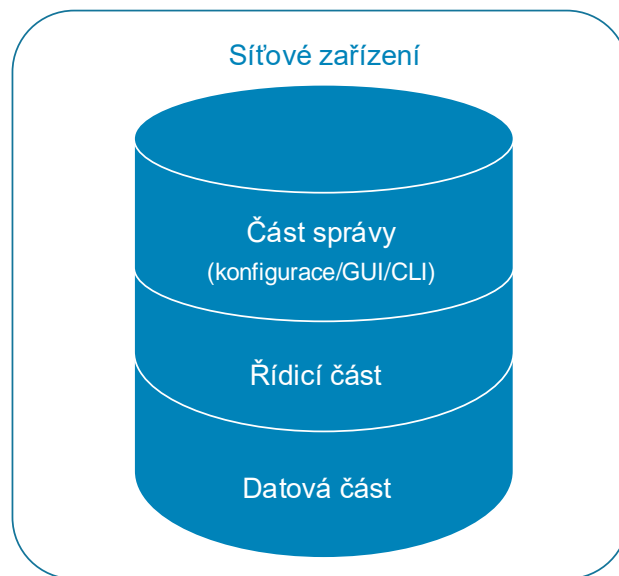 Síťové zařízení
Část správy
(konfigurace/GUI/CLI)
Řídicí část
Datová část